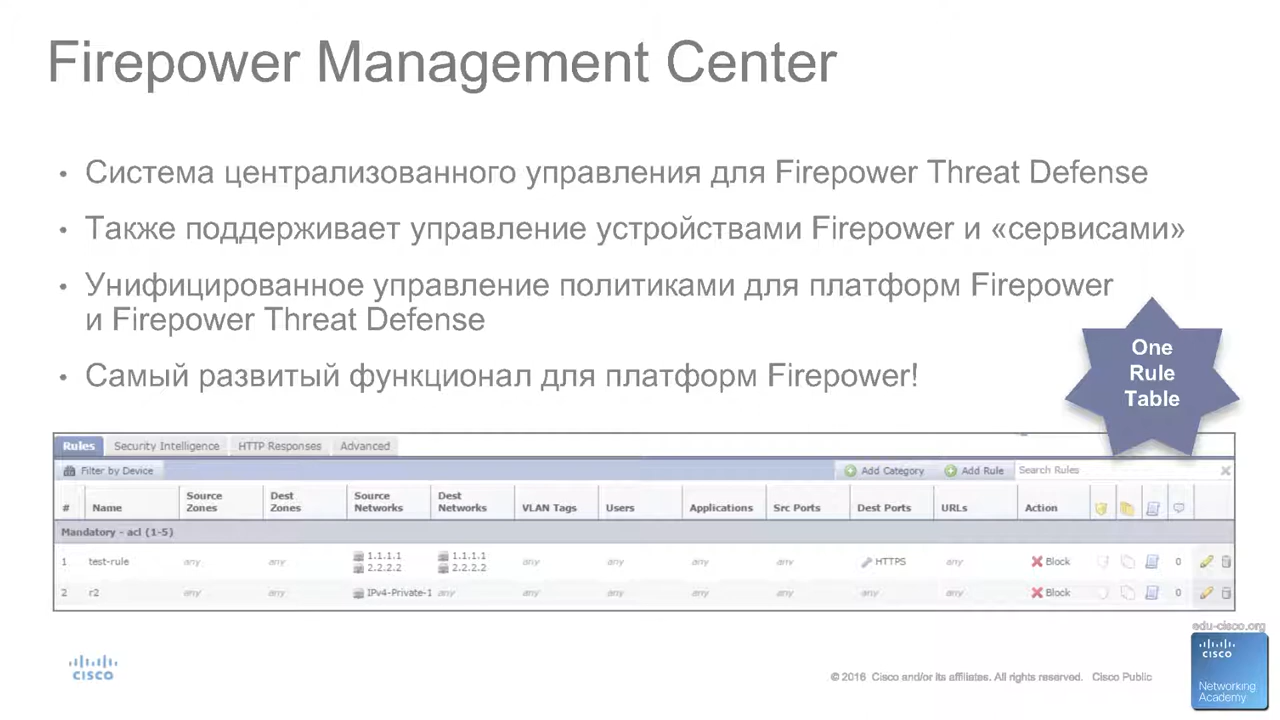 Firepower Management Center
• Система централизованного управления для Firepower Threat Defense
• Также поддерживает управление устройствами Firepower и «сервисами»
• Унифицированное управление политиками для платформ Firepower
и Firepower Threat Defense
• Самый развитый функционал для платформ Firepower!
One
Rule
Table
Rules Security Intelligence HTTP Responses Advanced
Filter by Device Add Category Add Rule Search Rules
# Name Source Zones Dest Zones Source Networks Dest Networks VLAN Tags Users Applications Src Ports Dest Ports URLs Action
Mandatory - acl (1-5)
1 test-rule any any 1.1.1.1 2.2.2.2 1.1.1.1 2.2.2.2 any any any any HTTPS any Block 0
2 r2 any any IPv4-Private-1 any any any any any any any Block 0
edu-cisco.org
CISCO
© 2016 Cisco and/or its affiliates. All rights reserved. Cisco Public
CISCO
Networking
Academy